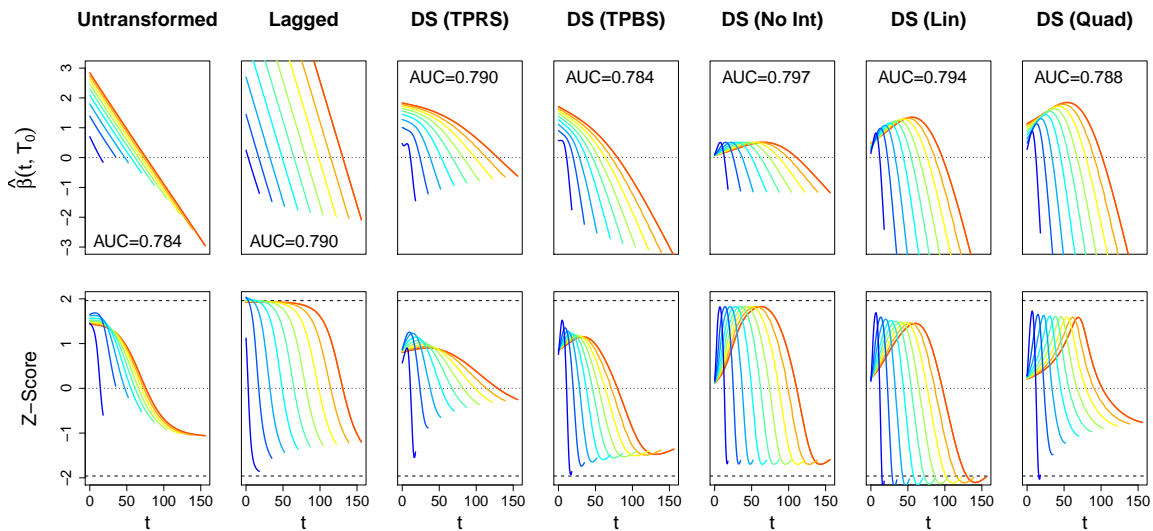 Untransformed Lagged DS (TPRS) DS (TPBS) DS (No Int) DS (Lin) DS (Quad)
β̂(t, T₀)
3
2
1
0
−1
−2
−3
AUC=0.784
AUC=0.790
AUC=0.790
AUC=0.784
AUC=0.797
AUC=0.794
AUC=0.788
Z−Score
2
1
0
−1
−2
0 50 100 150 0 50 100 150 0 50 100 150 0 50 100 150 0 50 100 150 0 50 100 150 0 50 100 150
t t t t t t t